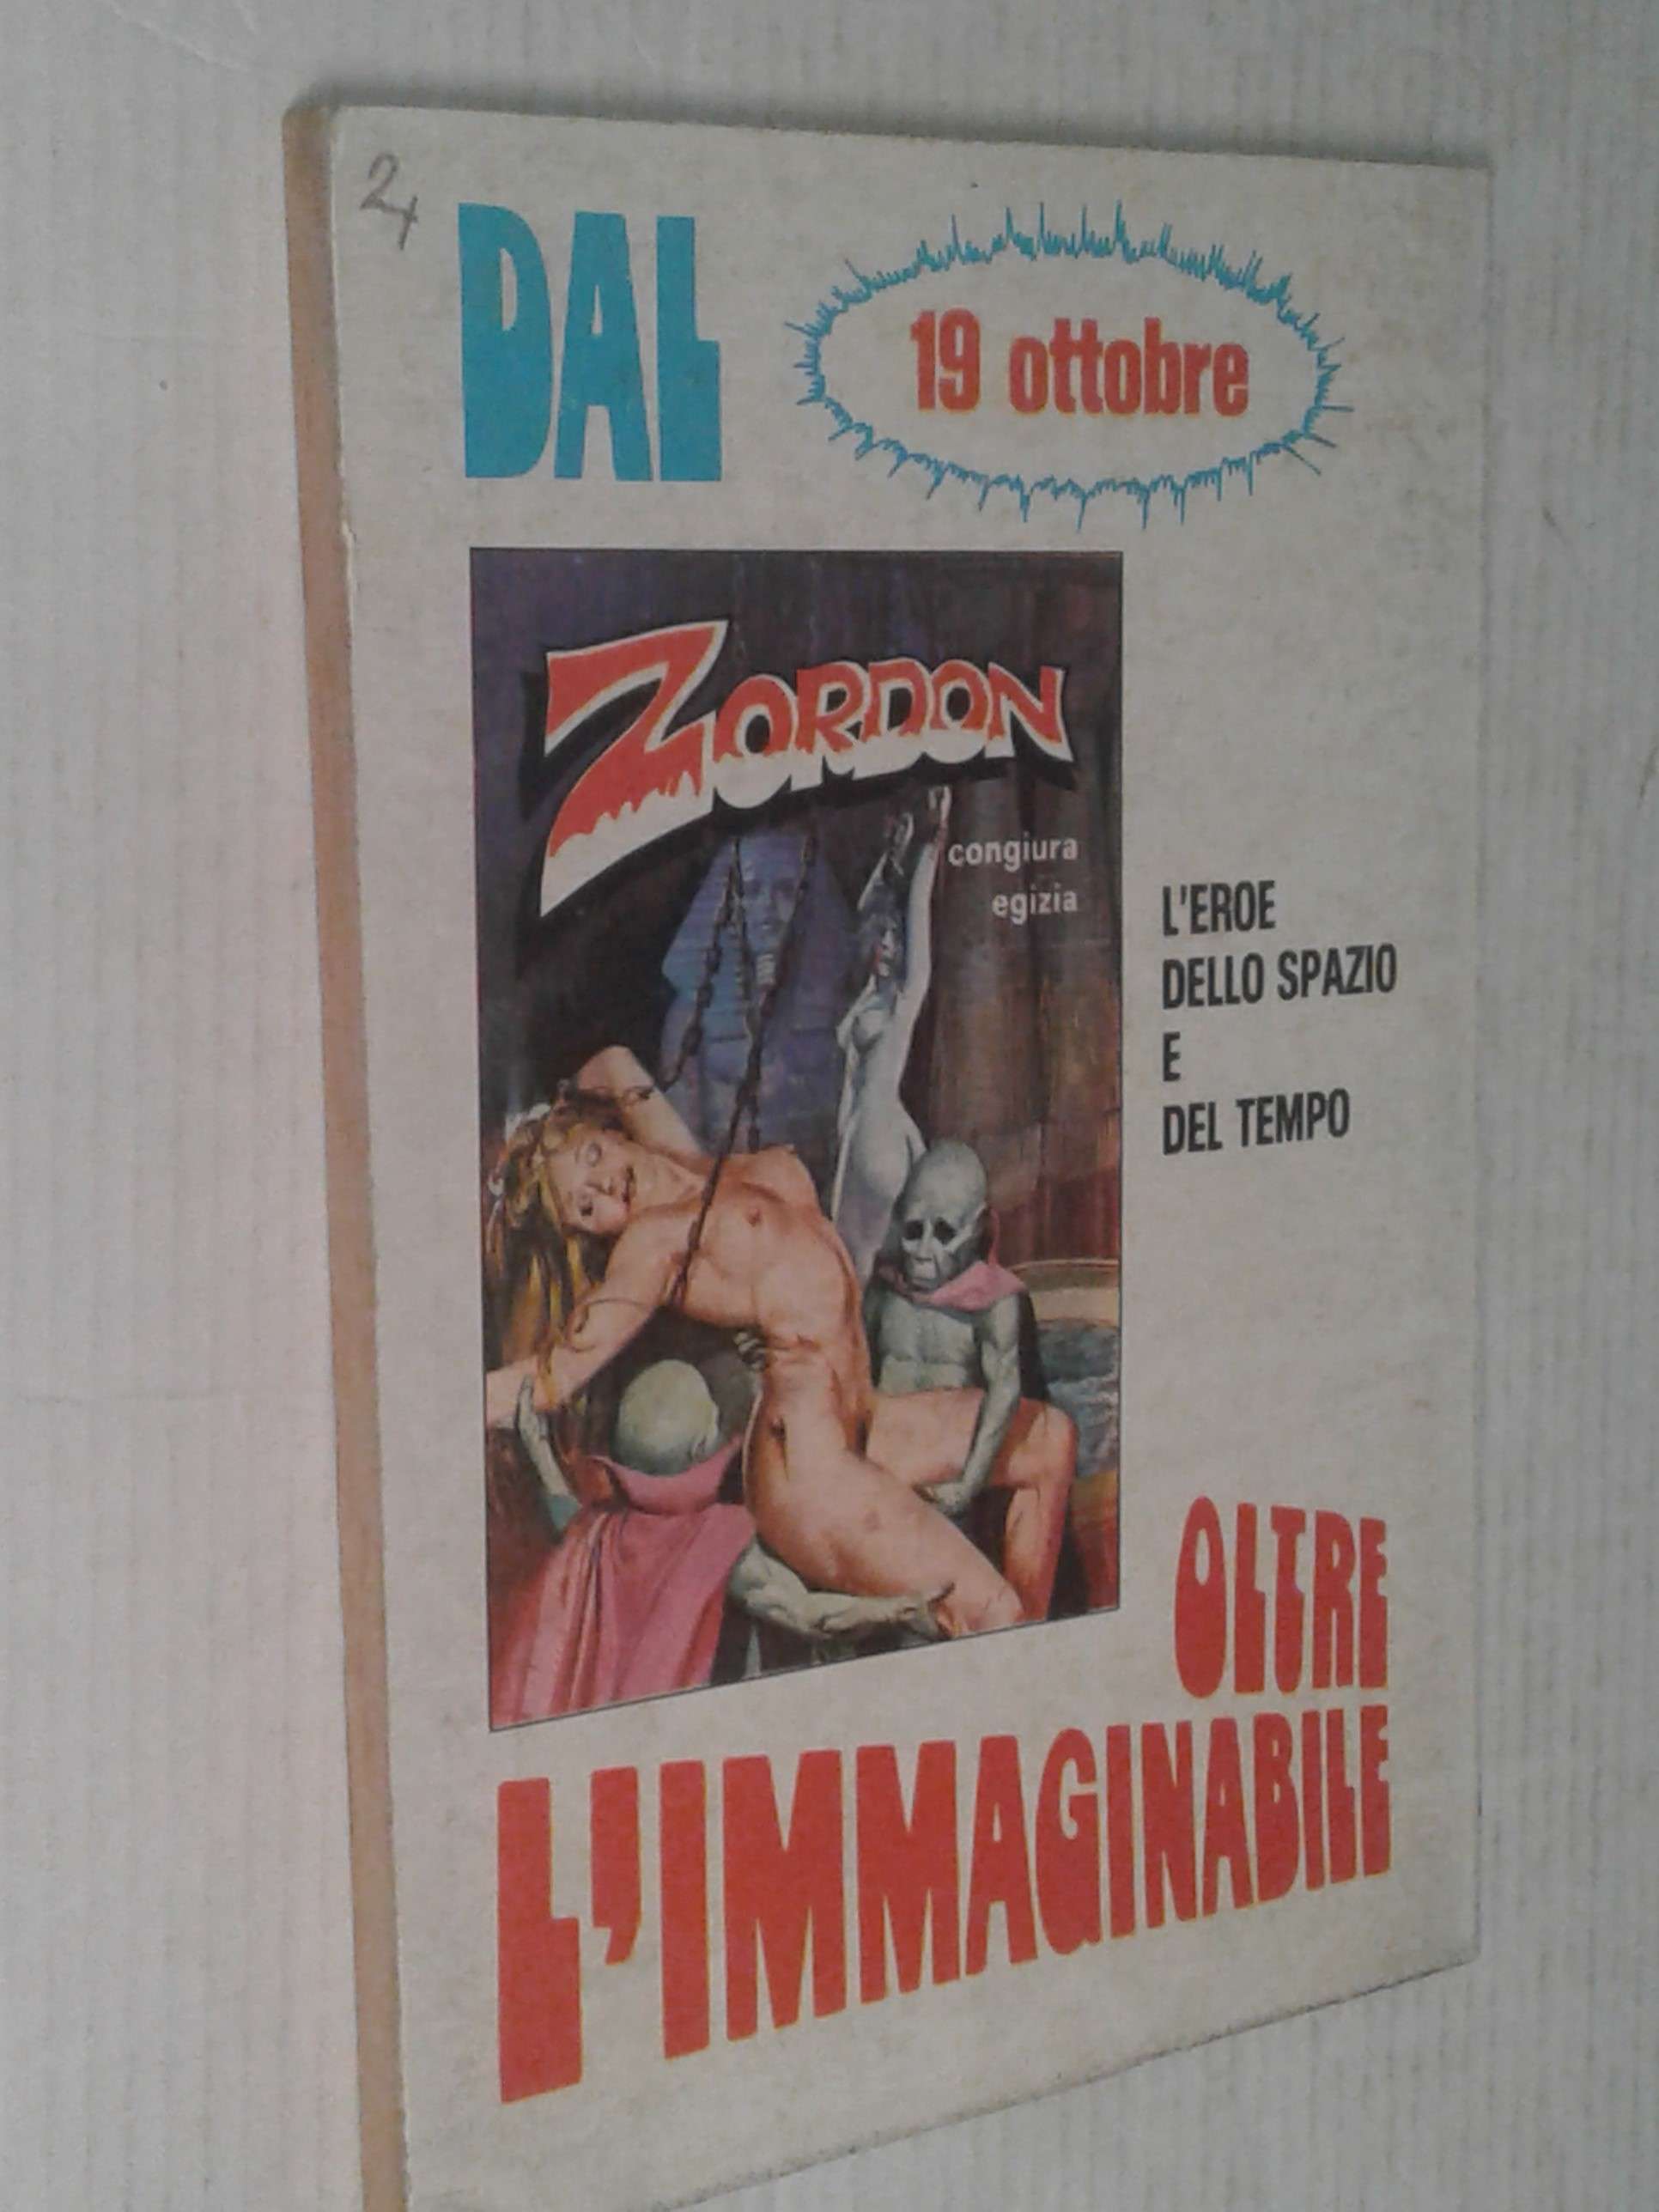 24
DAL
19 ottobre
ZORDON
congiura
egizia
L'EROE
DELLO SPAZIO
E
DEL TEMPO
OLTRE
L'IMMAGINABILE